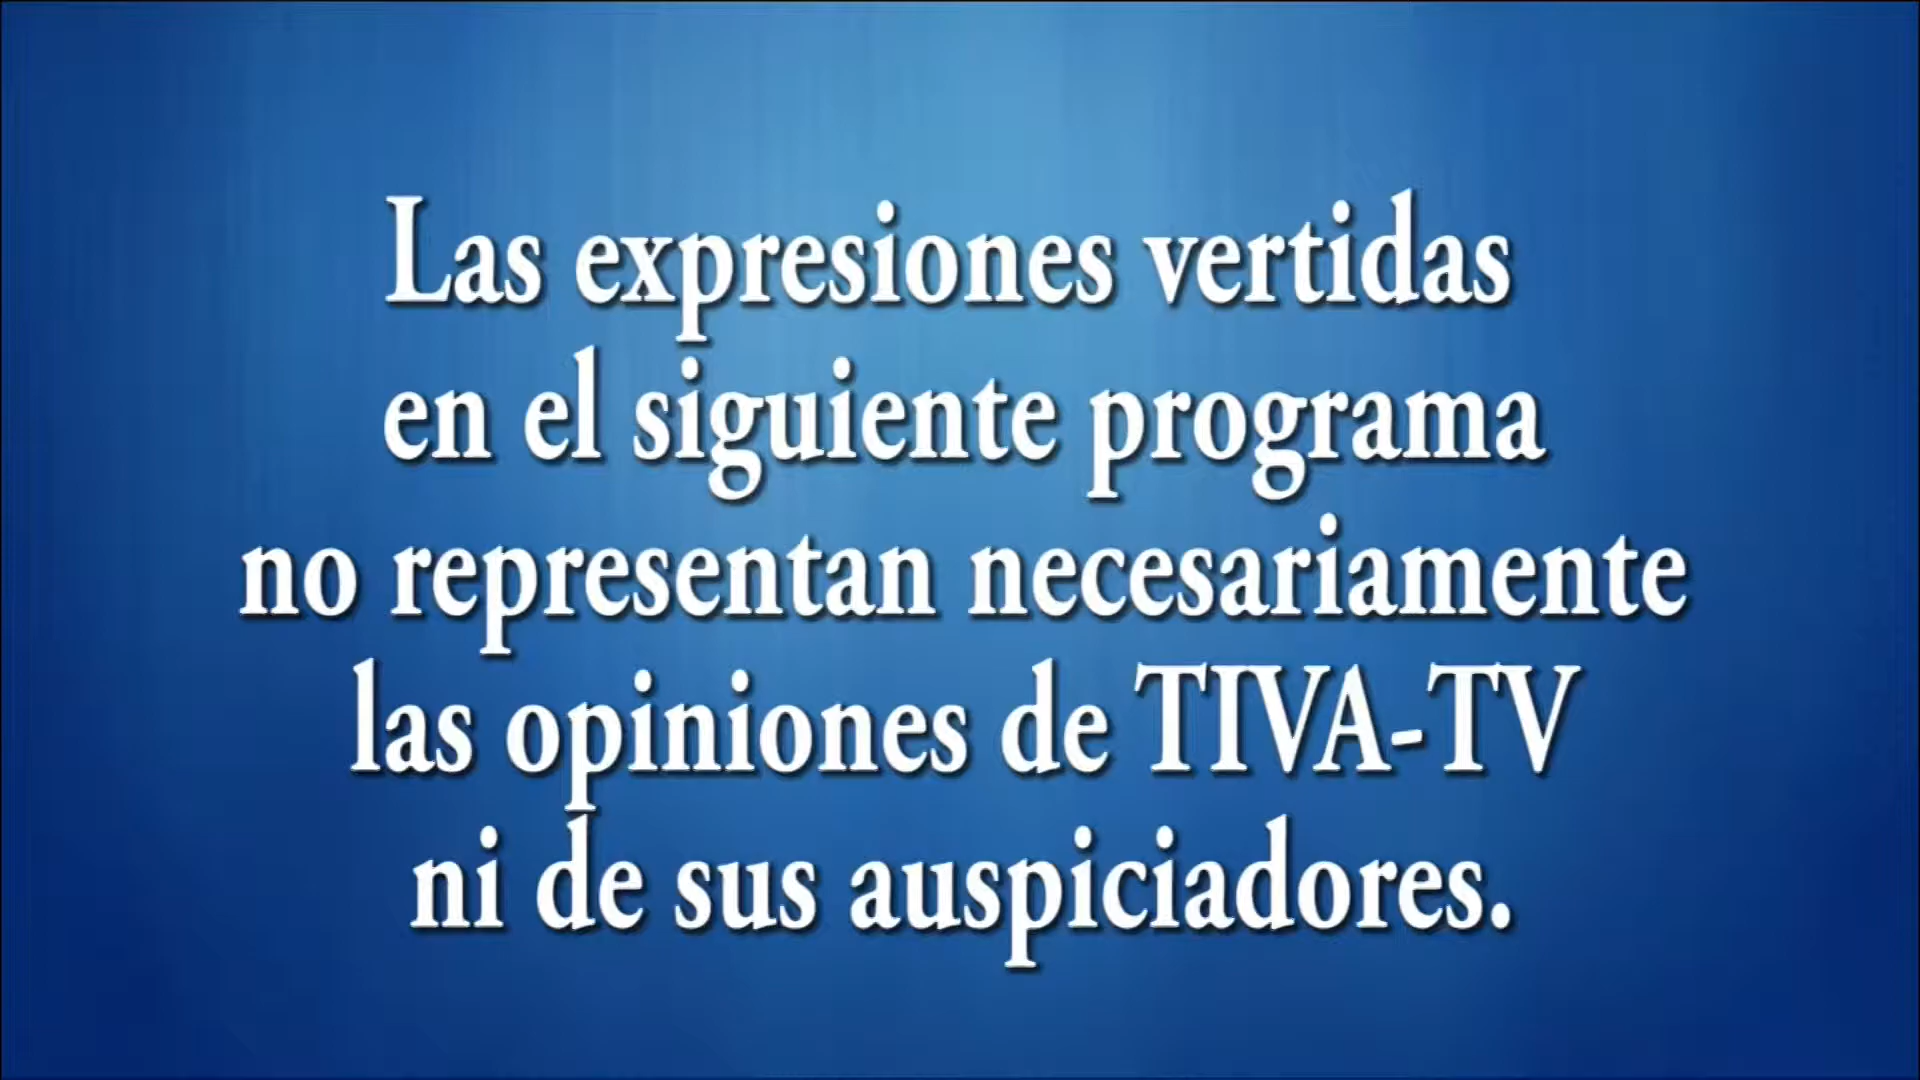 Las expresiones vertidas
en el siguiente programa
no representan necesariamente
las opiniones de TIVA-TV
ni de sus auspiciadores.